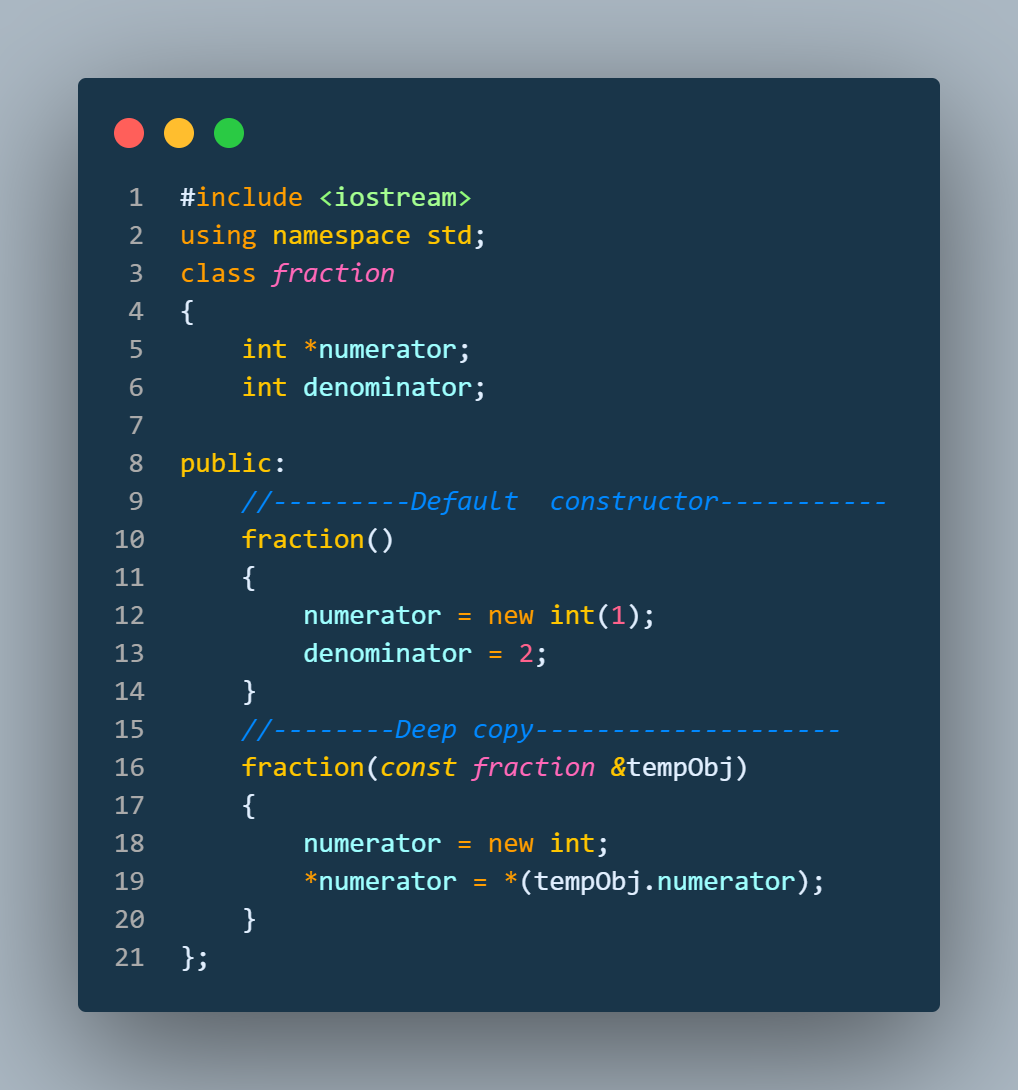 1 #include <iostream>
2 using namespace std;
3 class fraction
4 {
5     int *numerator;
6     int denominator;
7
8 public:
9     //---------Default  constructor-----------
10     fraction()
11     {
12         numerator = new int(1);
13         denominator = 2;
14     }
15     //--------Deep copy--------------------
16     fraction(const fraction &tempObj)
17     {
18         numerator = new int;
19         *numerator = *(tempObj.numerator);
20     }
21 };